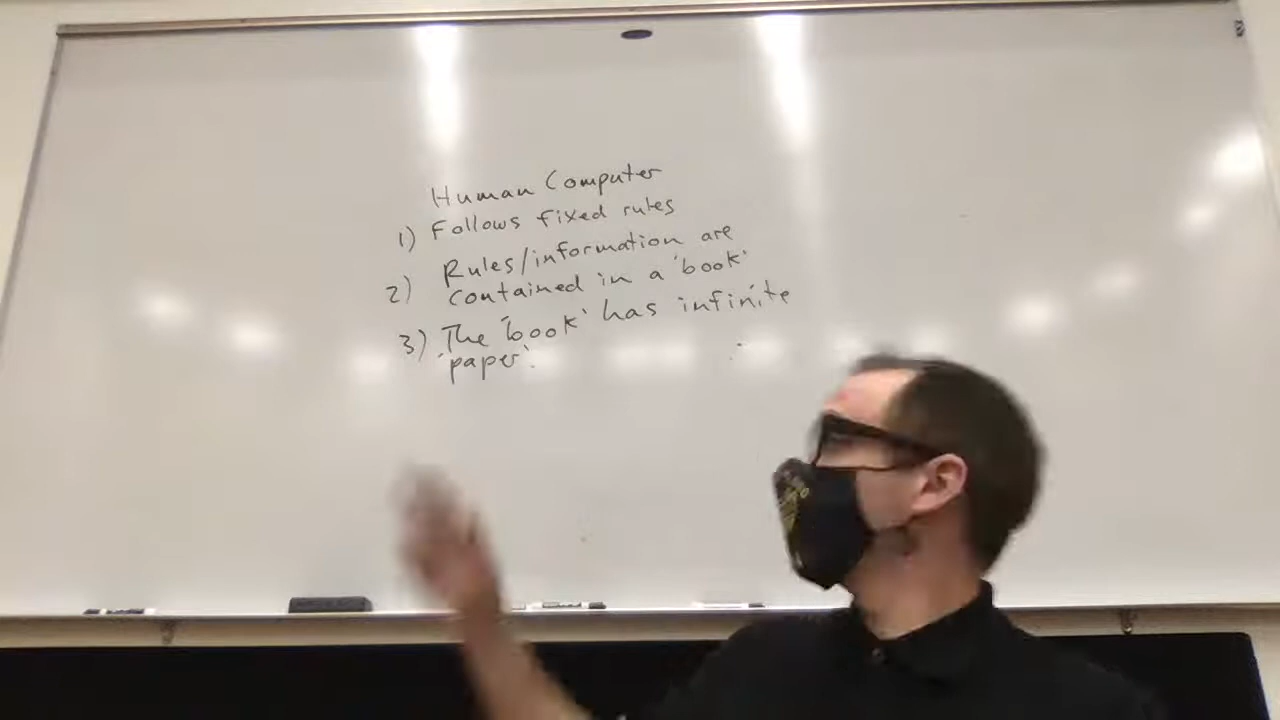 Human Computer
1) Follows fixed rules
2) Rules/information are
contained in a 'book'
3) The 'book' has infinite
'paper'.